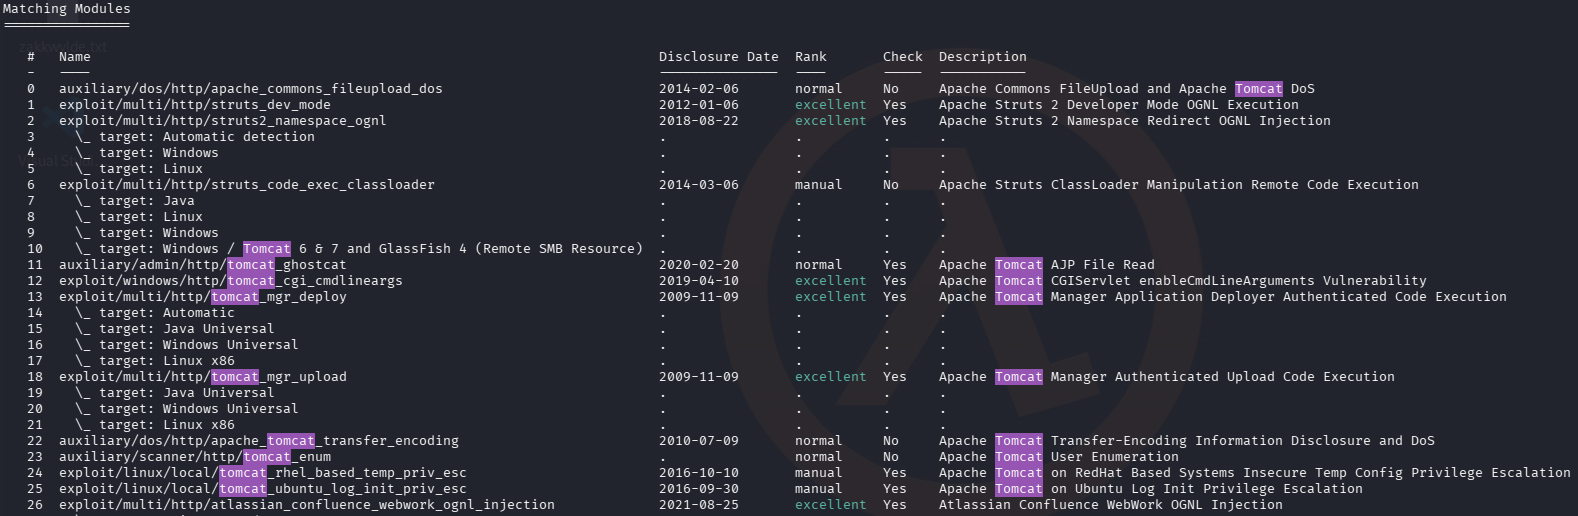 Matching Modules
================
zakkwylde.txt
#   Name   Disclosure Date   Rank   Check   Description
-   ----   ---------------   ----   -----   -----------
0   auxiliary/dos/http/apache_commons_fileupload_dos   2014-02-06   normal   No   Apache Commons FileUpload and Apache Tomcat DoS
1   exploit/multi/http/struts_dev_mode   2012-01-06   excellent   Yes   Apache Struts 2 Developer Mode OGNL Execution
2   exploit/multi/http/struts2_namespace_ognl   2018-08-22   excellent   Yes   Apache Struts 2 Namespace Redirect OGNL Injection
3   \_ target: Automatic detection   .   .   .   .
4   \_ target: Windows   .   .   .   .
5   \_ target: Linux   .   .   .   .
6   exploit/multi/http/struts_code_exec_classloader   2014-03-06   manual   No   Apache Struts ClassLoader Manipulation Remote Code Execution
7   \_ target: Java   .   .   .   .
8   \_ target: Linux   .   .   .   .
9   \_ target: Windows   .   .   .   .
10   \_ target: Windows / Tomcat 6 & 7 and GlassFish 4 (Remote SMB Resource)   .   .   .   .
11   auxiliary/admin/http/tomcat_ghostcat   2020-02-20   normal   Yes   Apache Tomcat AJP File Read
12   exploit/windows/http/tomcat_cgi_cmdlineargs   2019-04-10   excellent   Yes   Apache Tomcat CGIServlet enableCmdLineArguments Vulnerability
13   exploit/multi/http/tomcat_mgr_deploy   2009-11-09   excellent   Yes   Apache Tomcat Manager Application Deployer Authenticated Code Execution
14   \_ target: Automatic   .   .   .   .
15   \_ target: Java Universal   .   .   .   .
16   \_ target: Windows Universal   .   .   .   .
17   \_ target: Linux x86   .   .   .   .
18   exploit/multi/http/tomcat_mgr_upload   2009-11-09   excellent   Yes   Apache Tomcat Manager Authenticated Upload Code Execution
19   \_ target: Java Universal   .   .   .   .
20   \_ target: Windows Universal   .   .   .   .
21   \_ target: Linux x86   .   .   .   .
22   auxiliary/dos/http/apache_tomcat_transfer_encoding   2010-07-09   normal   No   Apache Tomcat Transfer-Encoding Information Disclosure and DoS
23   auxiliary/scanner/http/tomcat_enum   .   normal   No   Apache Tomcat User Enumeration
24   exploit/linux/local/tomcat_rhel_based_temp_priv_esc   2016-10-10   manual   Yes   Apache Tomcat on RedHat Based Systems Insecure Temp Config Privilege Escalation
25   exploit/linux/local/tomcat_ubuntu_log_init_priv_esc   2016-09-30   manual   Yes   Apache Tomcat on Ubuntu Log Init Privilege Escalation
26   exploit/multi/http/atlassian_confluence_webwork_ognl_injection   2021-08-25   excellent   Yes   Atlassian Confluence WebWork OGNL Injection